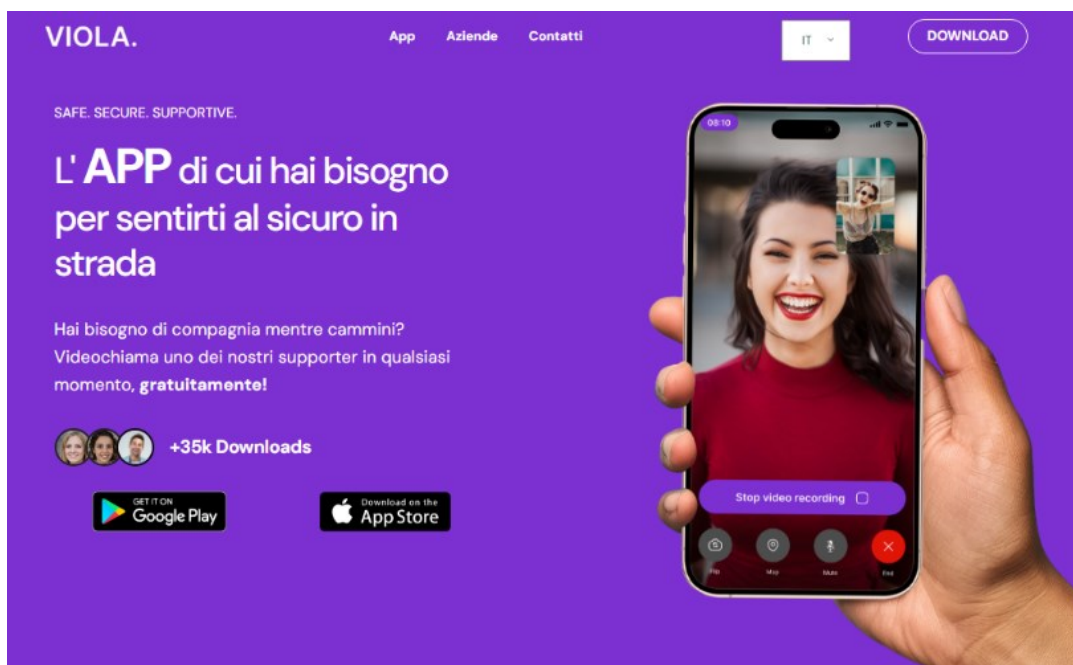 VIOLA.
App Aziende Contatti
IT
DOWNLOAD
SAFE. SECURE. SUPPORTIVE.
L' APP di cui hai bisogno
per sentirti al sicuro in
strada
Hai bisogno di compagnia mentre cammini?
Videochiama uno dei nostri supporter in qualsiasi
momento, gratuitamente!
+35k Downloads
GET IT ON
Google Play
Download on the
App Store
08:10
Stop video recording
Flip Map Mute End